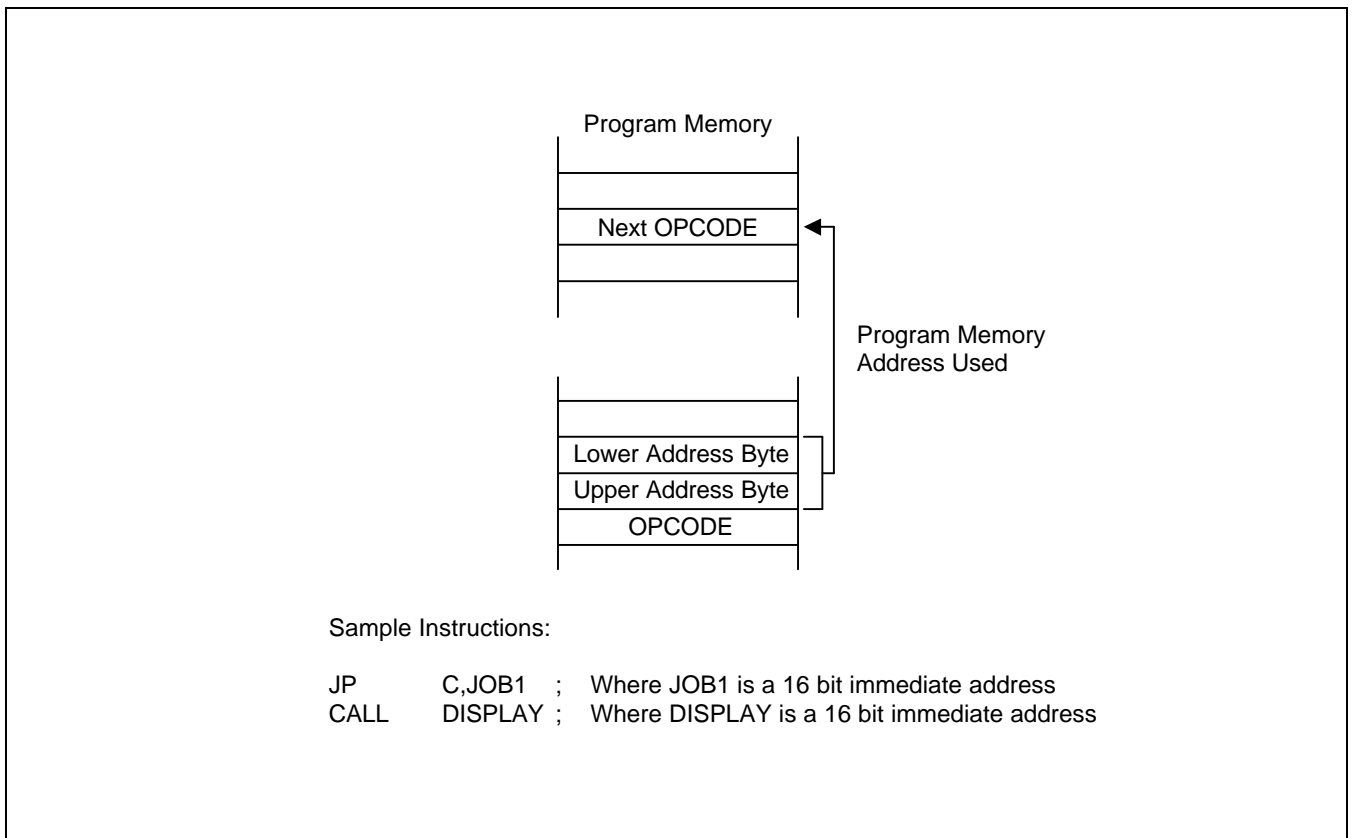 Program Memory
Next OPCODE
Program Memory
Address Used
Lower Address Byte
Upper Address Byte
OPCODE
Sample Instructions:
JP C,JOB1 ; Where JOB1 is a 16 bit immediate address
CALL DISPLAY ; Where DISPLAY is a 16 bit immediate address